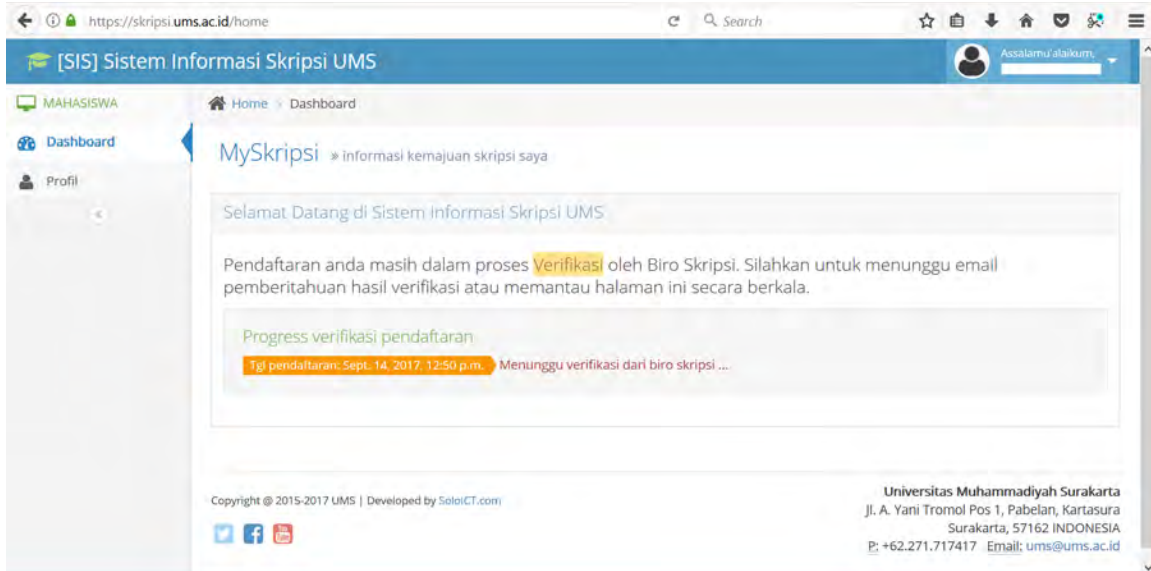 https://skripsi.ums.ac.id/home
Search
[SIS] Sistem Informasi Skripsi UMS
Assalamu'alaikum,
MAHASISWA
Home Dashboard
Dashboard
MySkripsi » informasi kemajuan skripsi saya
Profil
Selamat Datang di Sistem Informasi Skripsi UMS
Pendaftaran anda masih dalam proses Verifikasi oleh Biro Skripsi. Silahkan untuk menunggu email
pemberitahuan hasil verifikasi atau memantau halaman ini secara berkala.
Progress verifikasi pendaftaran
Tgl pendaftaran: Sept. 14, 2017, 12:50 p.m. Menunggu verifikasi dari biro skripsi ...
Copyright @ 2015-2017 UMS | Developed by SoloICT.com
Universitas Muhammadiyah Surakarta
Jl. A. Yani Tromol Pos 1, Pabelan, Kartasura
Surakarta, 57162 INDONESIA
P: +62.271.717417 Email: ums@ums.ac.id